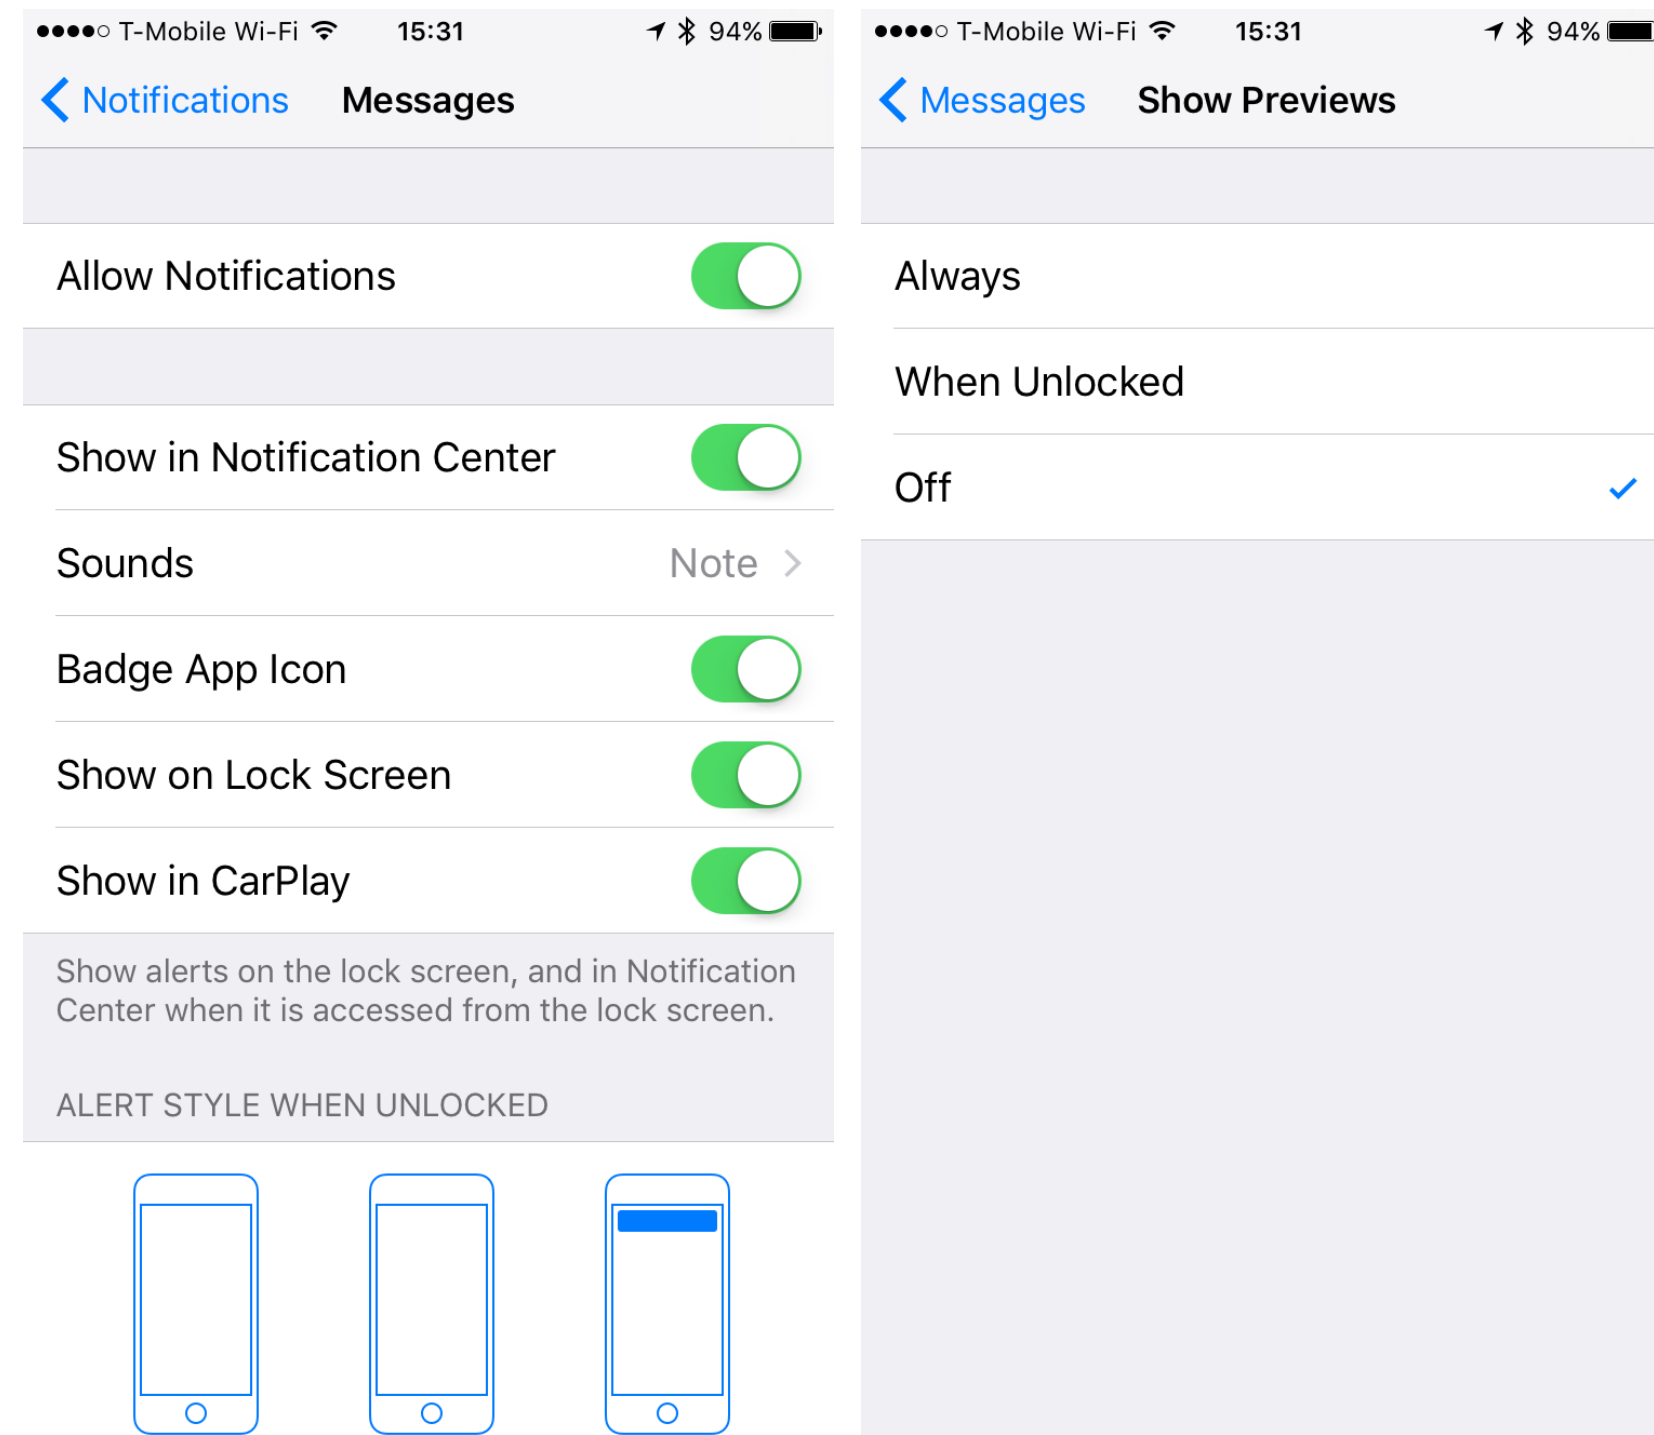 T-Mobile Wi-Fi 15:31 94%
Notifications Messages
Allow Notifications
Show in Notification Center
Sounds Note
Badge App Icon
Show on Lock Screen
Show in CarPlay
Show alerts on the lock screen, and in Notification
Center when it is accessed from the lock screen.
ALERT STYLE WHEN UNLOCKED
T-Mobile Wi-Fi 15:31 94%
Messages Show Previews
Always
When Unlocked
Off